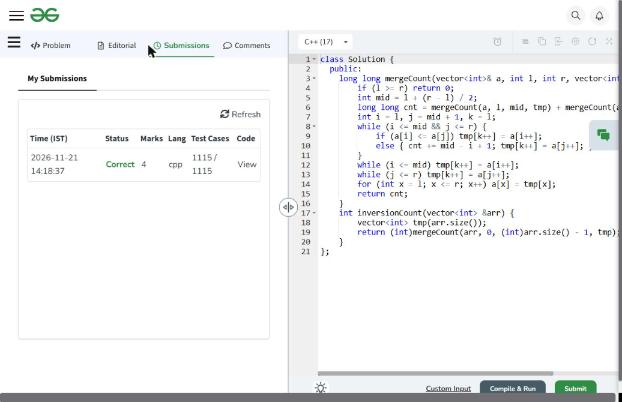 Problem
Editorial
Submissions
Comments
My Submissions
Refresh
Time (IST) Status Marks Lang Test Cases Code
2026-11-21 14:18:37 Correct 4 cpp 1115 / 1115 View
C++ (17)
1 class Solution {
2 public:
3 long long mergeCount(vector<int>& a, int l, int r, vector<int
4 if (l >= r) return 0;
5 int mid = l + (r - l) / 2;
6 long long cnt = mergeCount(a, l, mid, tmp) + mergeCount(a
7 int i = l, j = mid + 1, k = l;
8 while (i <= mid && j <= r) {
9 if (a[i] <= a[j]) tmp[k++] = a[i++];
10 else { cnt += mid - i + 1; tmp[k++] = a[j++]; }
11 }
12 while (i <= mid) tmp[k++] = a[i++];
13 while (j <= r) tmp[k++] = a[j++];
14 for (int x = l; x <= r; x++) a[x] = tmp[x];
15 return cnt;
16 }
17 int inversionCount(vector<int> &arr) {
18 vector<int> tmp(arr.size());
19 return (int)mergeCount(arr, 0, (int)arr.size() - 1, tmp);
20 }
21 };
Custom Input
Compile & Run
Submit